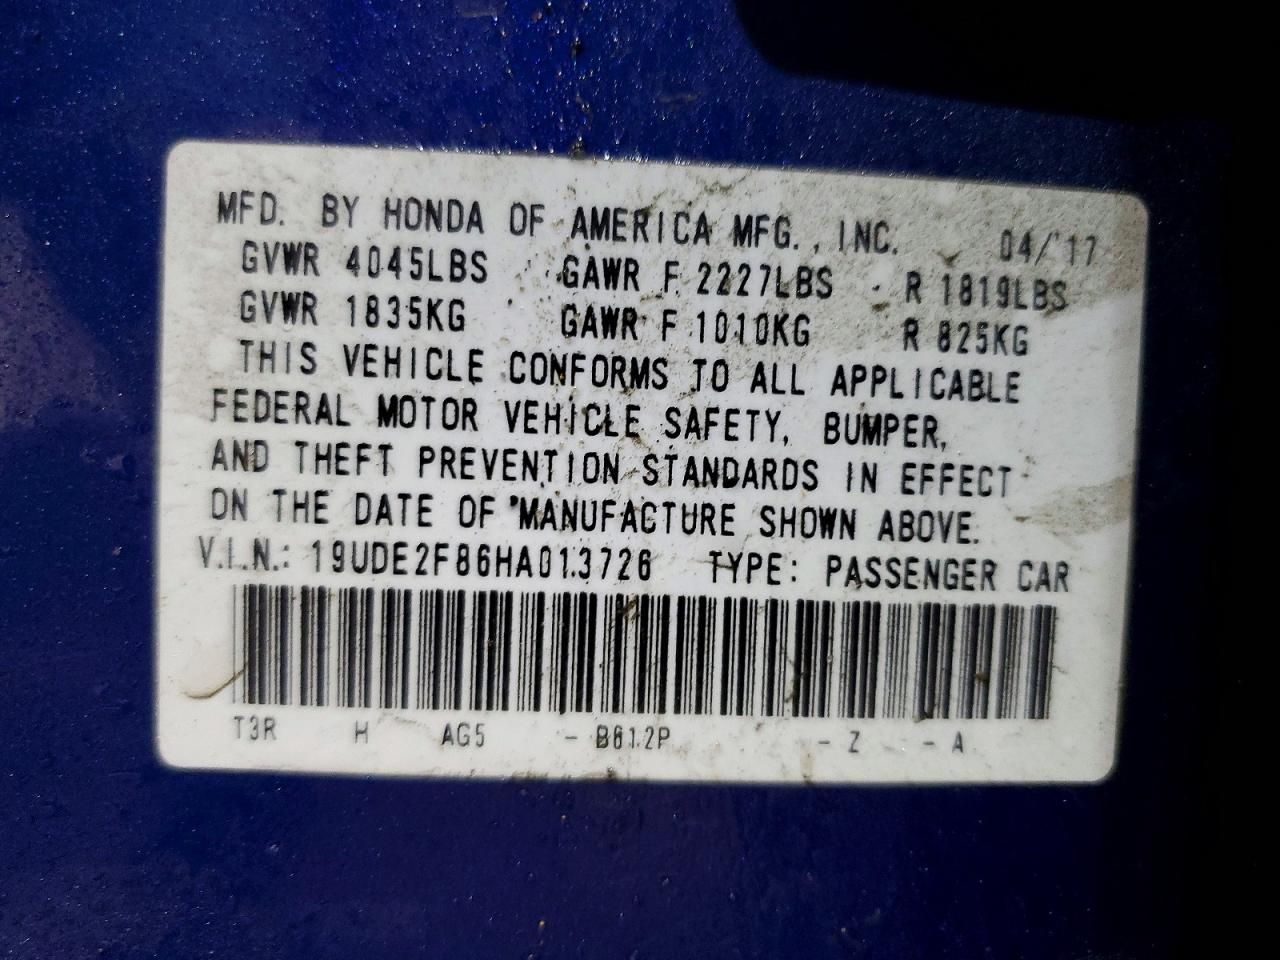 MFD. BY HONDA OF AMERICA MFG., INC. 04/17
GVWR 4045LBS GAWR F 2227LBS R 1819LBS
GVWR 1835KG GAWR F 1010KG R 825KG
THIS VEHICLE CONFORMS TO ALL APPLICABLE
FEDERAL MOTOR VEHICLE SAFETY, BUMPER,
AND THEFT PREVENTION STANDARDS IN EFFECT
ON THE DATE OF MANUFACTURE SHOWN ABOVE.
V.I.N.: 19UDE2F86HA013726 TYPE: PASSENGER CAR
T3R H AG5 - B612P - Z - A